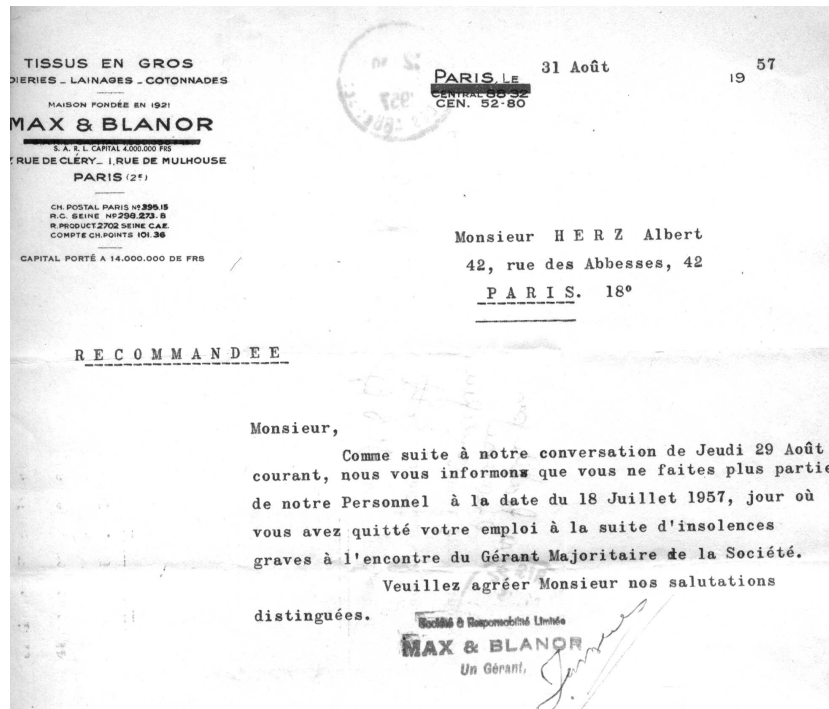 TISSUS EN GROS
DIERIES - LAINAGES - COTONNADES
MAISON FONDÉE EN 1921
MAX & BLANOR
S. A. R. L. CAPITAL 4.000.000 FRS
RUE DE CLÉRY - 1, RUE DE MULHOUSE
PARIS (2E)
CH. POSTAL PARIS Nº 395.15
R.C. SEINE Nº 298.273.B
R. PRODUCT. 2702 SEINE C.A.E.
COMPTE CH. POINTS 101.36
CAPITAL PORTÉ A 14.000.000 DE FRS
PARIS, LE 31 Août 1957
CENTRAL 88-32
CEN. 52-80
Monsieur H E R Z Albert
42, rue des Abbesses, 42
P A R I S. 18º
R E C O M M A N D E E
Monsieur,
Comme suite à notre conversation de Jeudi 29 Août
courant, nous vous informons que vous ne faites plus partie
de notre Personnel à la date du 18 Juillet 1957, jour où
vous avez quitté votre emploi à la suite d'insolences
graves à l'encontre du Gérant Majoritaire de la Société.
Veuillez agréer Monsieur nos salutations
distinguées.
Société à Responsabilité Limitée
MAX & BLANOR
Un Gérant,